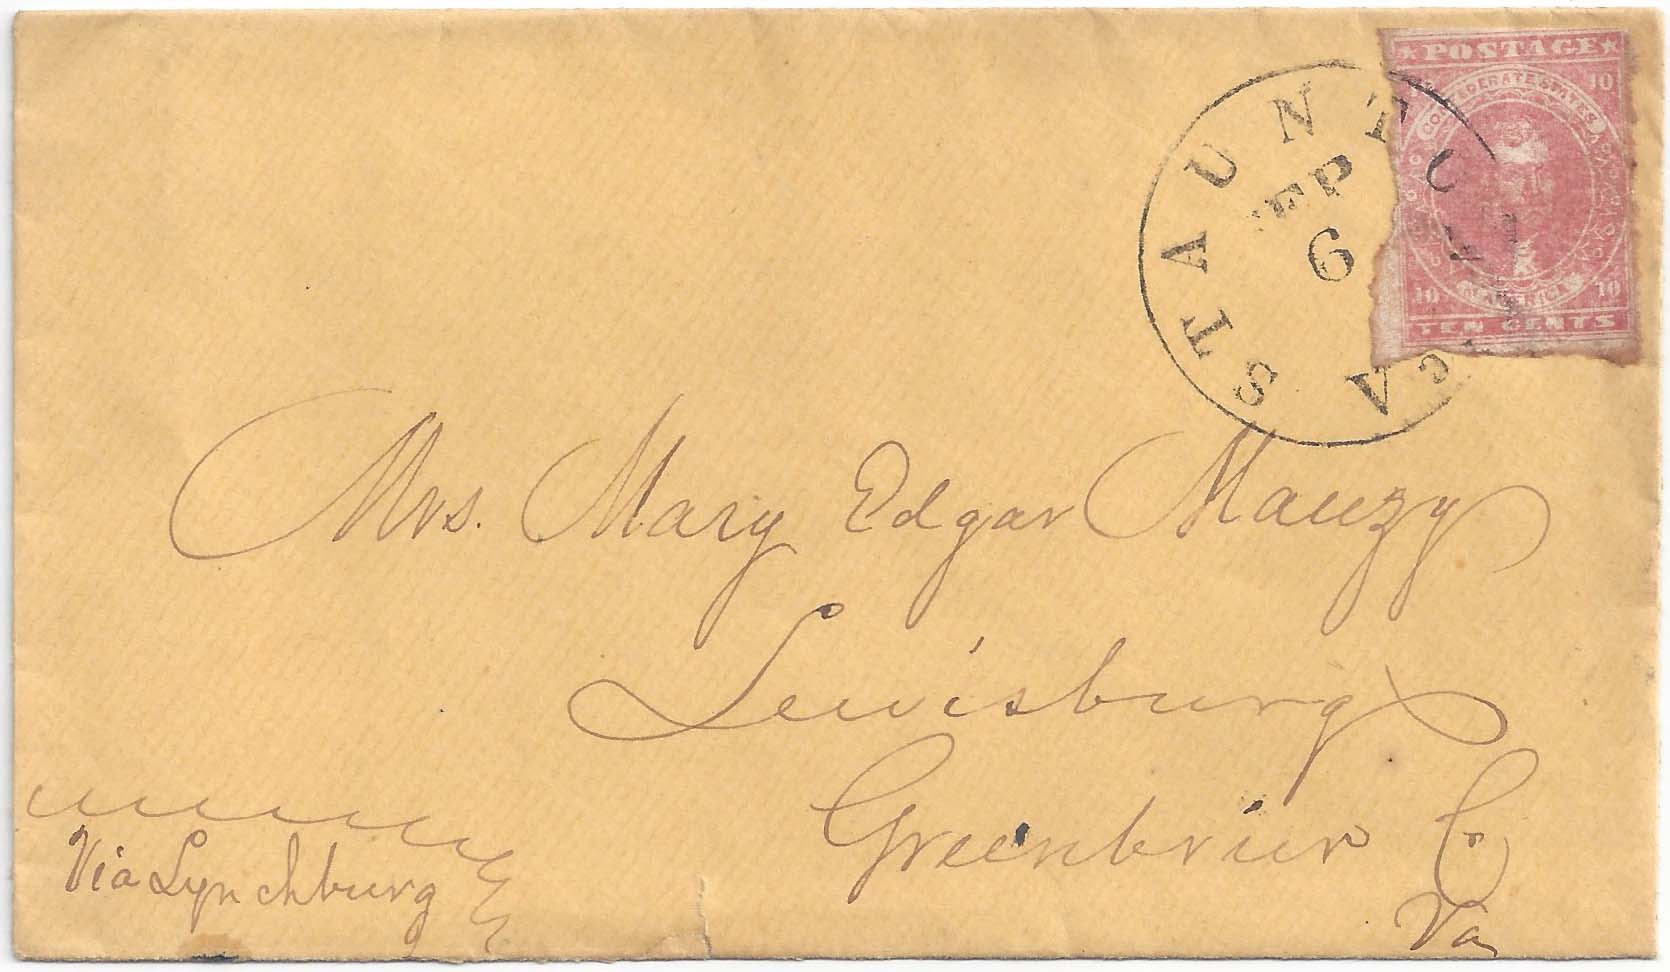 ★ POSTAGE ★
10
CONFEDERATE STATES
OF AMERICA
10 10
TEN CENTS
STAUNTON
SEP
6
Va
Mrs. Mary Edgar Mauzy
Lewisburg
Greenbrier Co
Va
Via Lynchburg